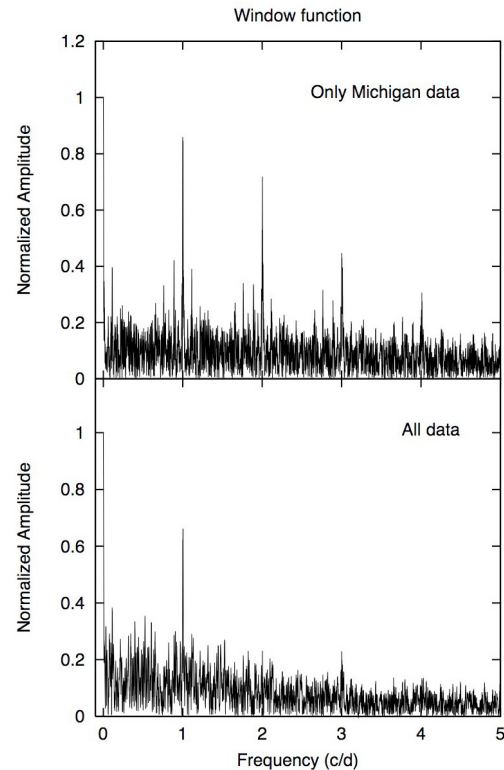 Window function
1.2
Only Michigan data
1
0.8
0.6
0.4
0.2
0
Normalized Amplitude
All data
1
0.8
0.6
0.4
0.2
0
Normalized Amplitude
0 1 2 3 4 5
Frequency (c/d)